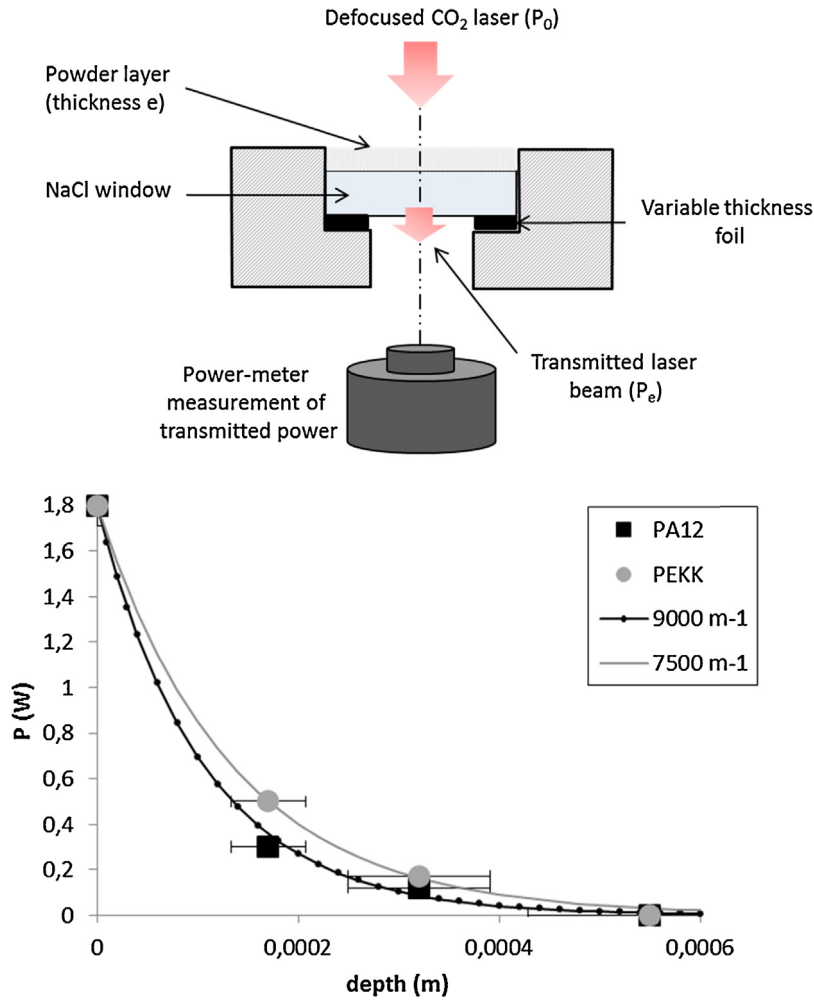 Defocused CO₂ laser (P₀)
Powder layer
(thickness e)
NaCl window
Variable thickness
foil
Transmitted laser
beam (Pₑ)
Power-meter
measurement of
transmitted power
1,8
1,6
1,4
1,2
1
0,8
0,6
0,4
0,2
0
P (W)
PA12
PEKK
9000 m-1
7500 m-1
0
0,0002
0,0004
0,0006
depth (m)